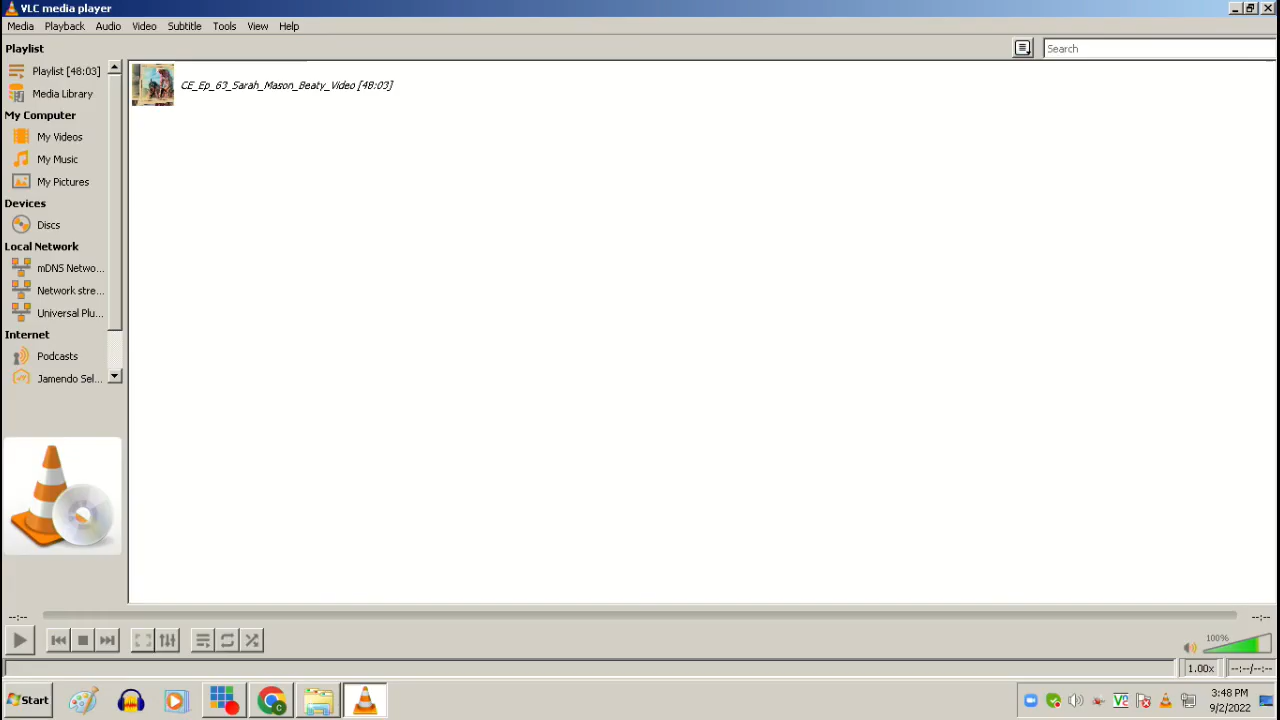 VLC media player
Media Playback Audio Video Subtitle Tools View Help
Playlist
Search
Playlist [48:03]
Media Library
My Computer
My Videos
My Music
My Pictures
Devices
Discs
Local Network
mDNS Netwo...
Network stre...
Universal Plu...
Internet
Podcasts
Jamendo Sel...
CE_Ep_63_Sarah_Mason_Beaty_Video [48:03]
--:-- --:--
100%
1.00x --:--/--:--
Start
3:48 PM
9/2/2022